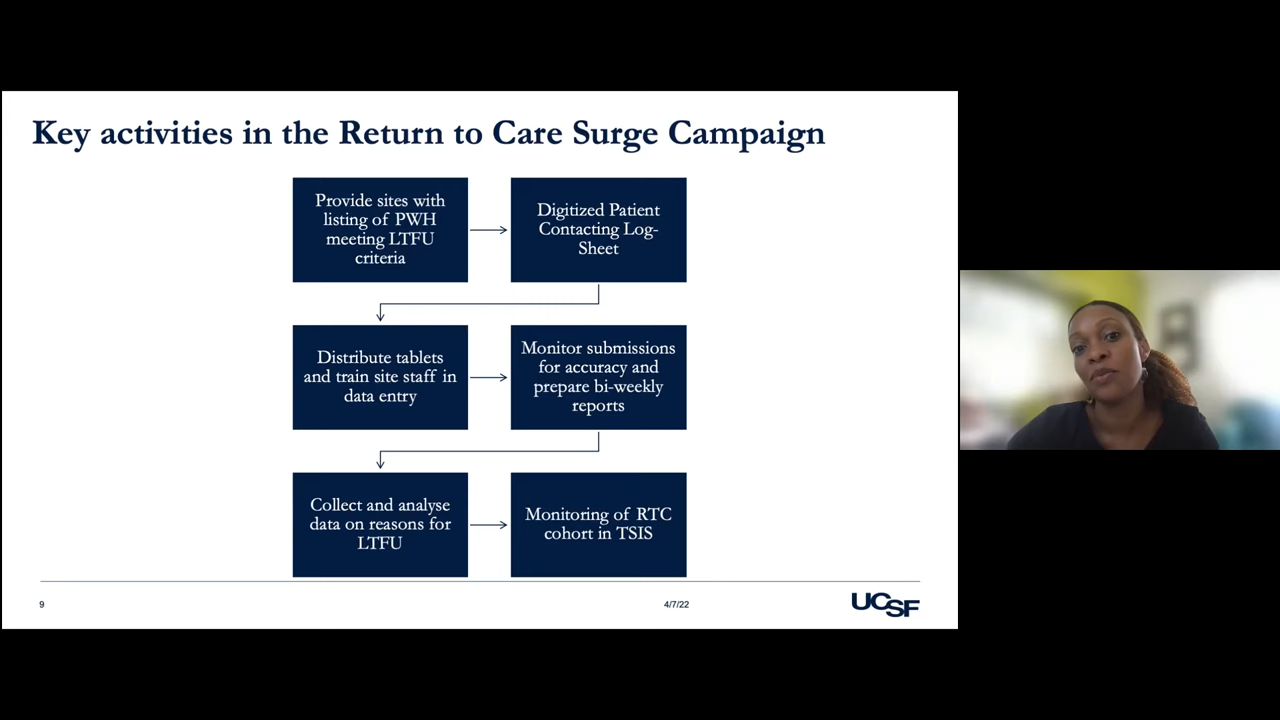 Key activities in the Return to Care Surge Campaign
Provide sites with
listing of PWH
meeting LTFU
criteria
Digitized Patient
Contacting Log-
Sheet
Distribute tablets
and train site staff in
data entry
Monitor submissions
for accuracy and
prepare bi-weekly
reports
Collect and analyse
data on reasons for
LTFU
Monitoring of RTC
cohort in TSIS
9
4/7/22
UCSF